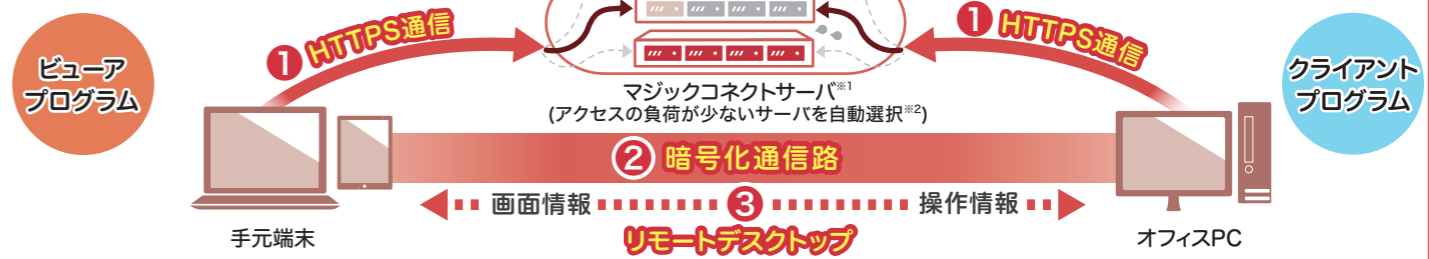 ビューア
プログラム
❶ HTTPS通信
❶ HTTPS通信
クライアント
プログラム
マジックコネクトサーバ※1
(アクセスの負荷が少ないサーバを自動選択※2)
② 暗号化通信路
画面情報 ❸ 操作情報
リモートデスクトップ
手元端末
オフィスPC